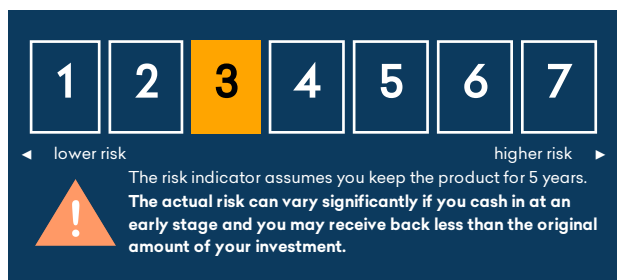 1 2 3 4 5 6 7
◄ lower risk higher risk ►
The risk indicator assumes you keep the product for 5 years.
The actual risk can vary significantly if you cash in at an
early stage and you may receive back less than the original
amount of your investment.
!